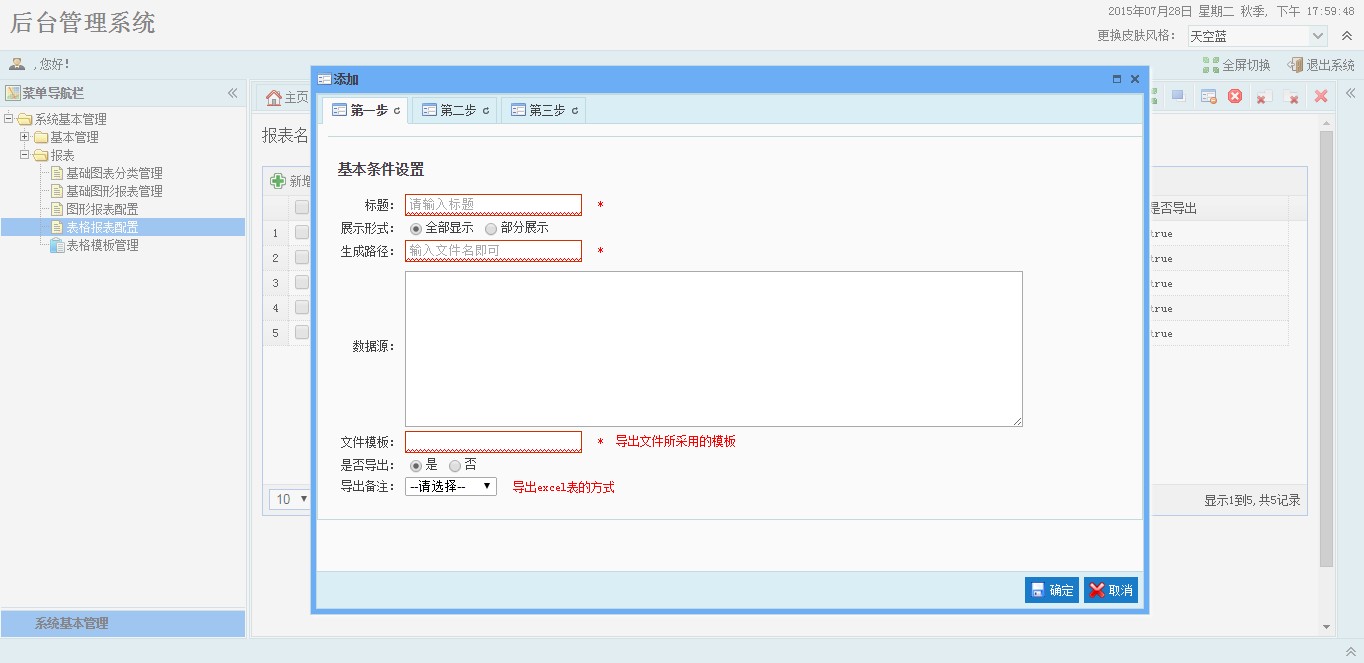 后台管理系统
2015年07月28日 星期二 秋季, 下午 17:59:48
更换皮肤风格: 天空蓝
,您好!
全屏切换 退出系统
菜单导航栏
系统基本管理
基本管理
报表
基础图表分类管理
基础图形报表管理
图形报表配置
表格报表配置
表格模板管理
系统基本管理
主页
报表名
新增
是否导出
1 true
2 true
3 true
4 true
5 true
10
显示1到5,共5记录
添加
第一步 第二步 第三步
基本条件设置
标题: 请输入标题 *
展示形式: 全部显示 部分展示
生成路径: 输入文件名即可 *
数据源:
文件模板: * 导出文件所采用的模板
是否导出: 是 否
导出备注: --请选择-- 导出excel表的方式
确定 取消